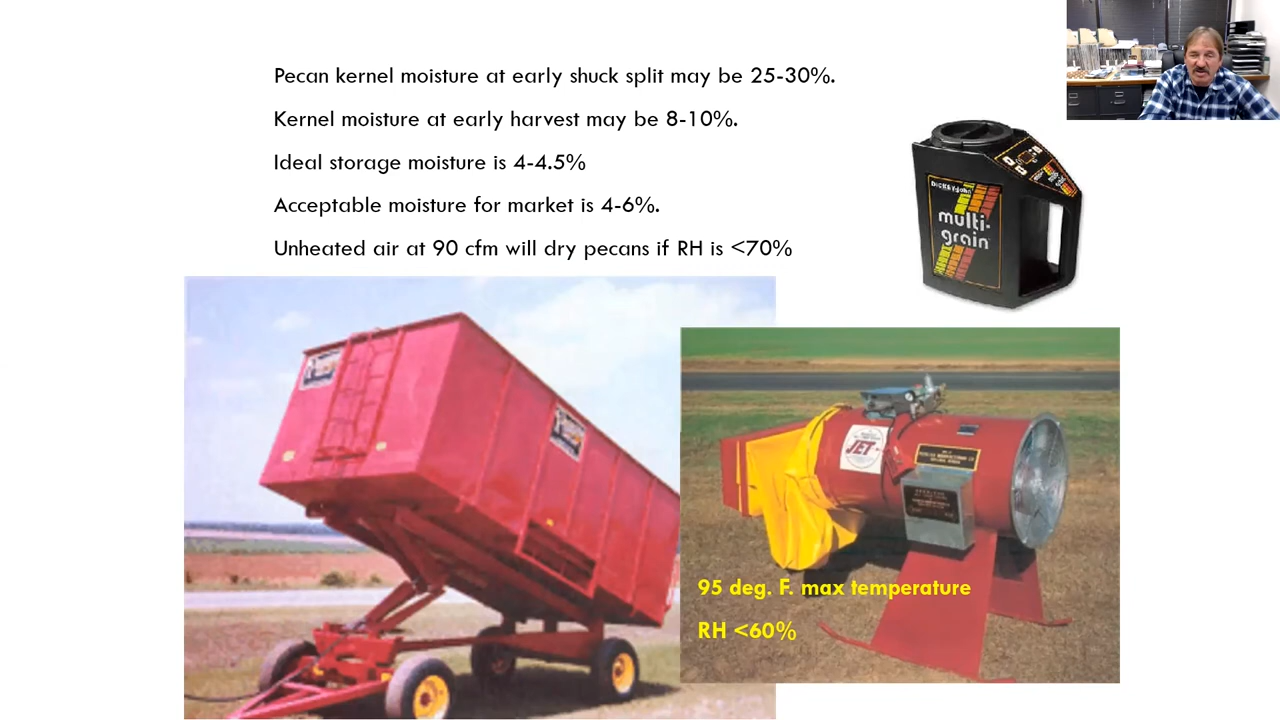 Pecan kernel moisture at early shuck split may be 25-30%.
Kernel moisture at early harvest may be 8-10%.
Ideal storage moisture is 4-4.5%
Acceptable moisture for market is 4-6%.
Unheated air at 90 cfm will dry pecans if RH is <70%
DICKEY-john
multi-
grain
JET
95 deg. F. max temperature
RH <60%